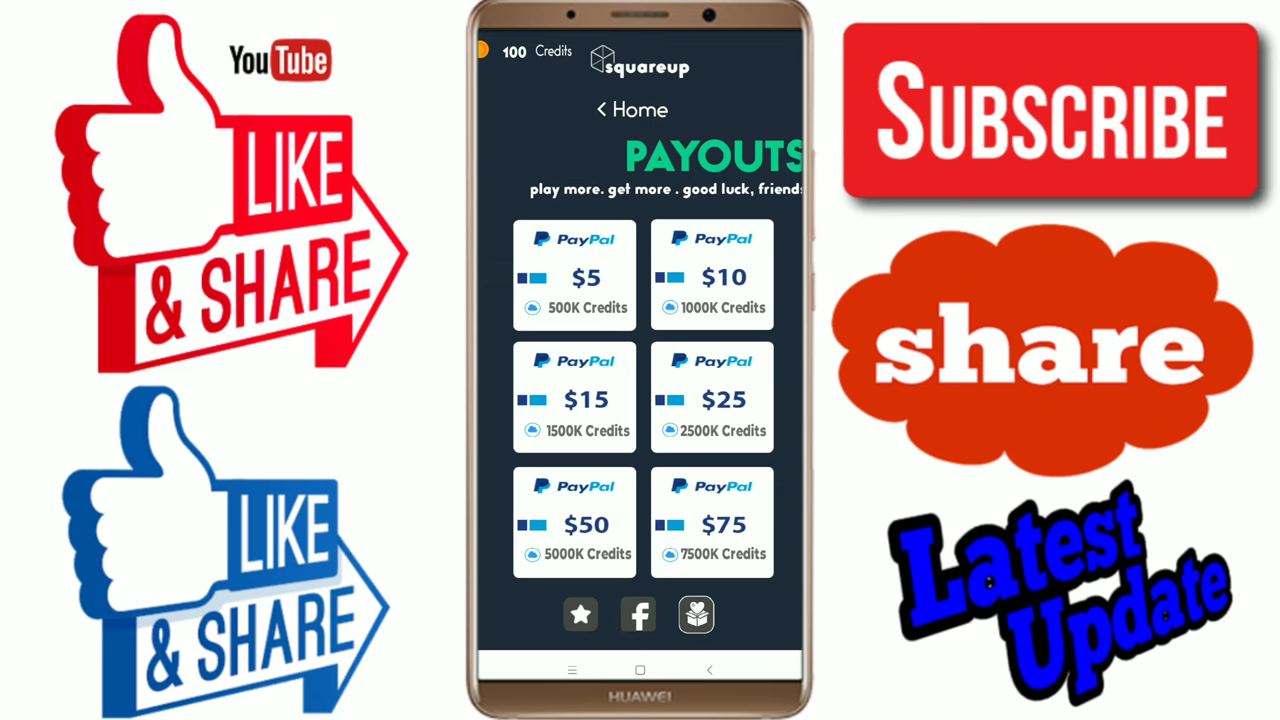 YouTube
LIKE
& SHARE
LIKE
& SHARE
100 Credits
squareup
< Home
PAYOUTS
play more. get more . good luck, friends
PayPal
$5
500K Credits
PayPal
$10
1000K Credits
PayPal
$15
1500K Credits
PayPal
$25
2500K Credits
PayPal
$50
5000K Credits
PayPal
$75
7500K Credits
f
HUAWEI
SUBSCRIBE
share
Latest
Update